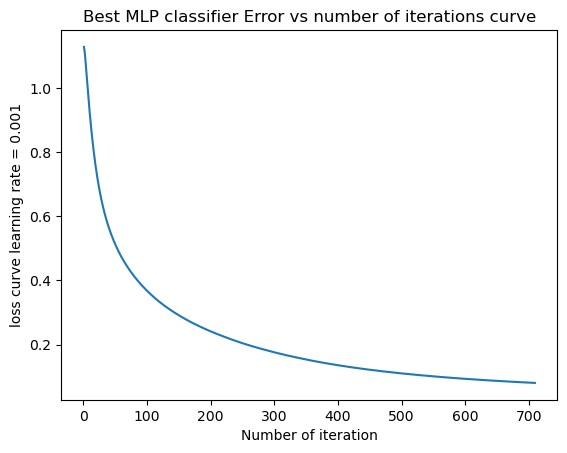 Best MLP classifier Error vs number of iterations curve
loss curve learning rate = 0.001
1.0
0.8
0.6
0.4
0.2
0 100 200 300 400 500 600 700
Number of iteration